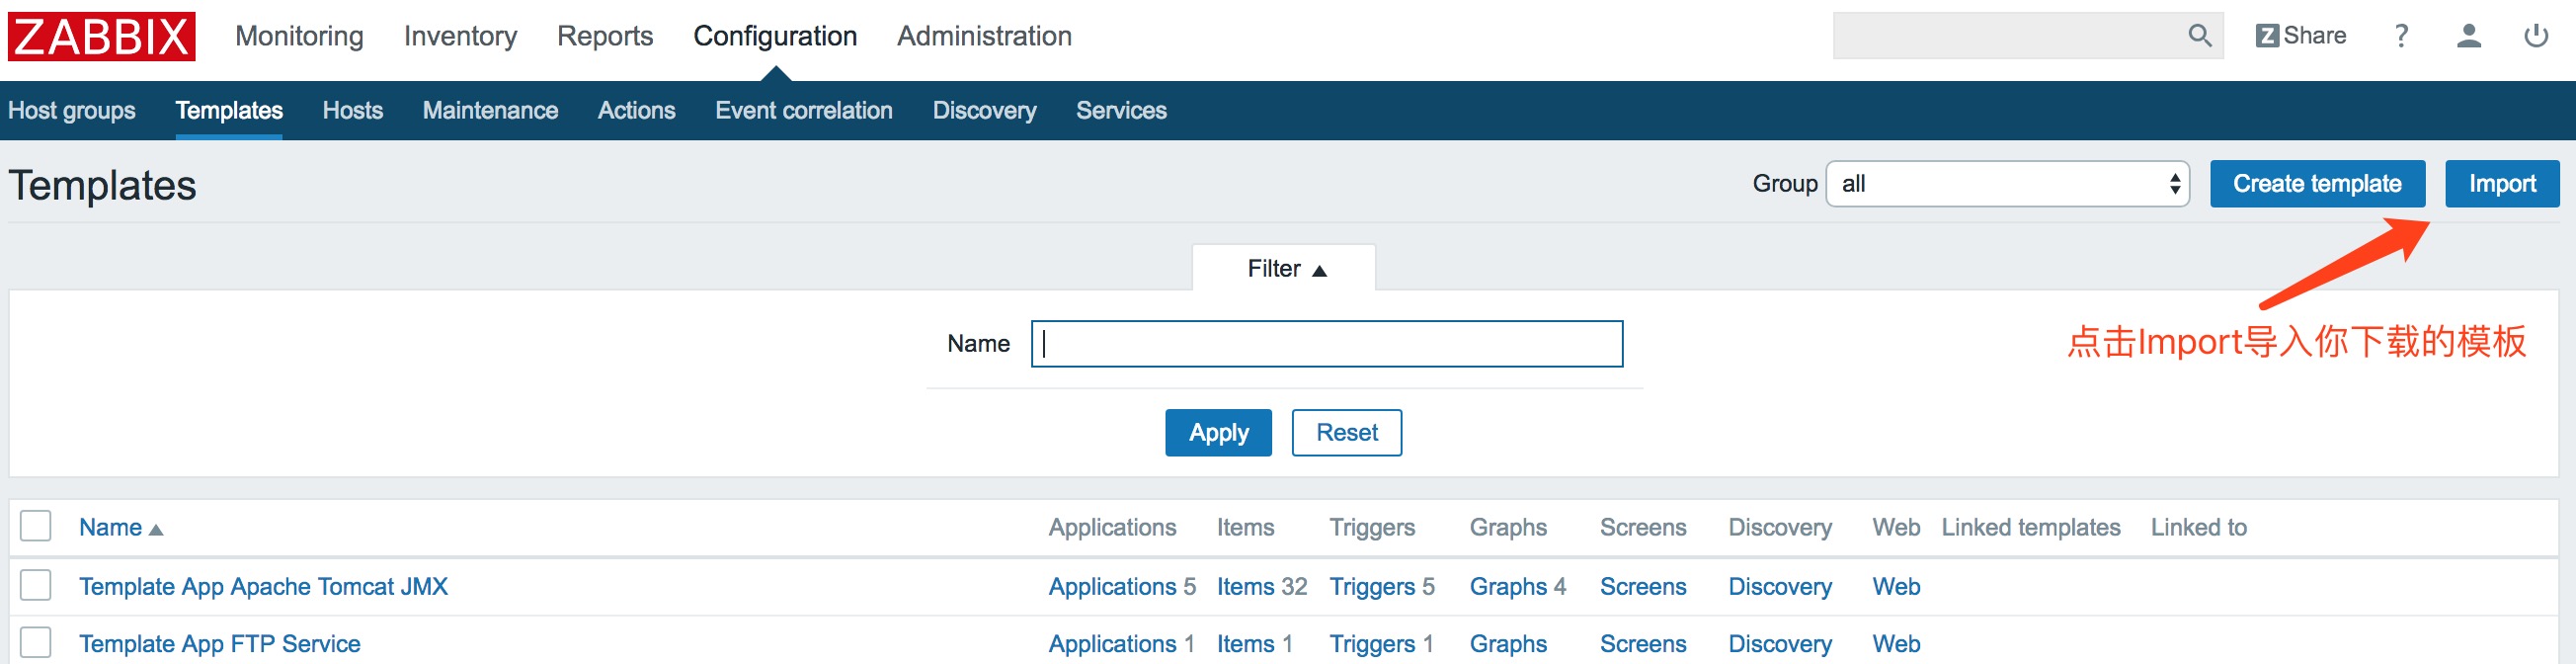 ZABBIX Monitoring Inventory Reports Configuration Administration Z Share ?
Host groups Templates Hosts Maintenance Actions Event correlation Discovery Services
Templates Group all Create template Import
Filter ▲
Name
点击Import导入你下载的模板
Apply Reset
Name ▲ Applications Items Triggers Graphs Screens Discovery Web Linked templates Linked to
Template App Apache Tomcat JMX Applications 5 Items 32 Triggers 5 Graphs 4 Screens Discovery Web
Template App FTP Service Applications 1 Items 1 Triggers 1 Graphs Screens Discovery Web